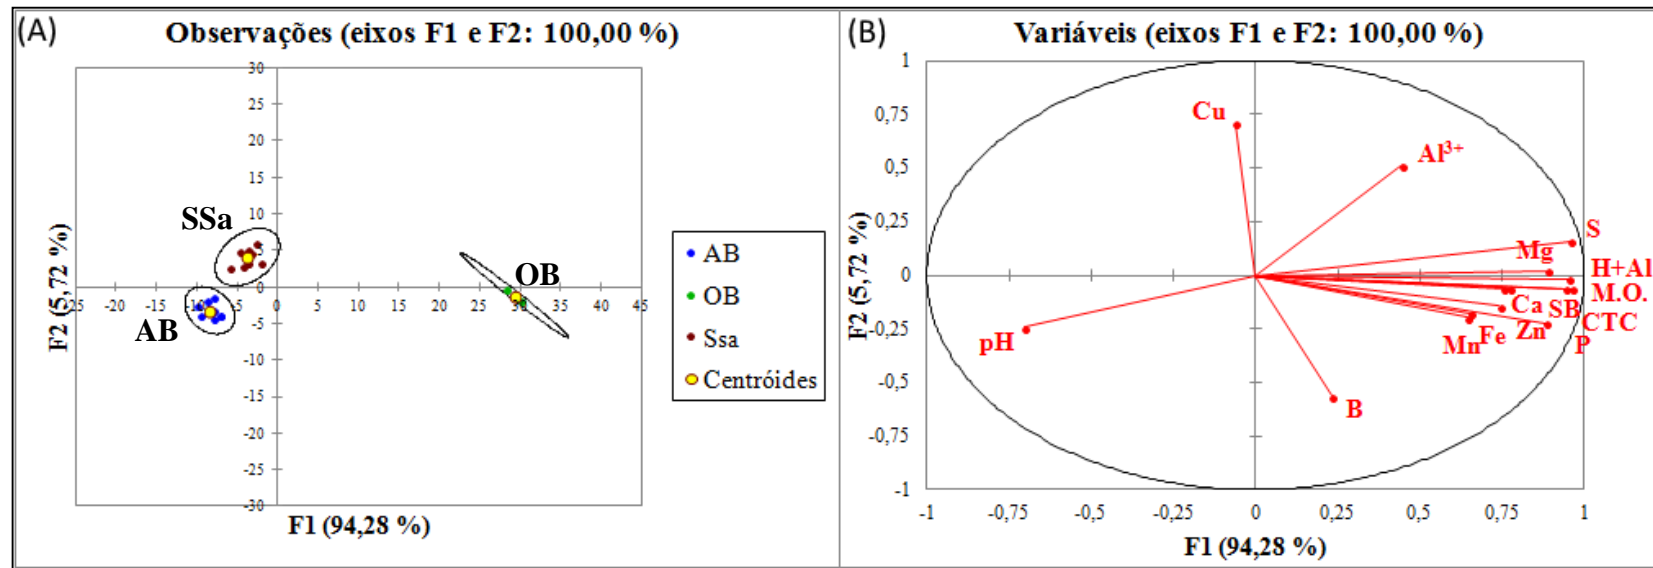 (A)
Observações (eixos F1 e F2: 100,00 %)
30
25
20
15
10
5
0
-5
-10
-15
-20
-25
-30
-25
-20
-15
-10
-5
0
5
10
15
20
25
30
35
40
45
F2 (5,72 %)
F1 (94,28 %)
SSa
AB
OB
AB
OB
Ssa
Centróides
(B)
Variáveis (eixos F1 e F2: 100,00 %)
1
0,75
0,5
0,25
0
-0,25
-0,5
-0,75
-1
-1
-0,75
-0,5
-0,25
0
0,25
0,5
0,75
1
F2 (5,72 %)
F1 (94,28 %)
Cu
Al³⁺
S
Mg
H+Al
M.O.
Ca
SB
CTC
Mn
Fe
Zn
P
pH
B